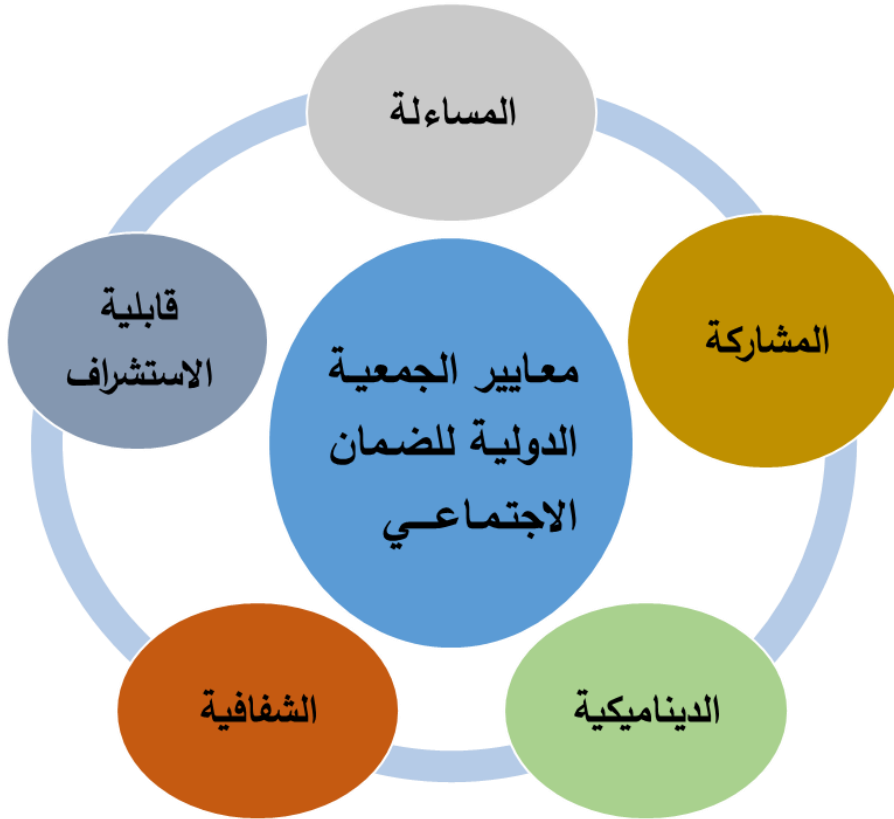 المساءلة
المشاركة
قابلية
الاستشراف
معايير الجمعية
الدولية للضمان
الاجتماعي
الشفافية
الديناميكية